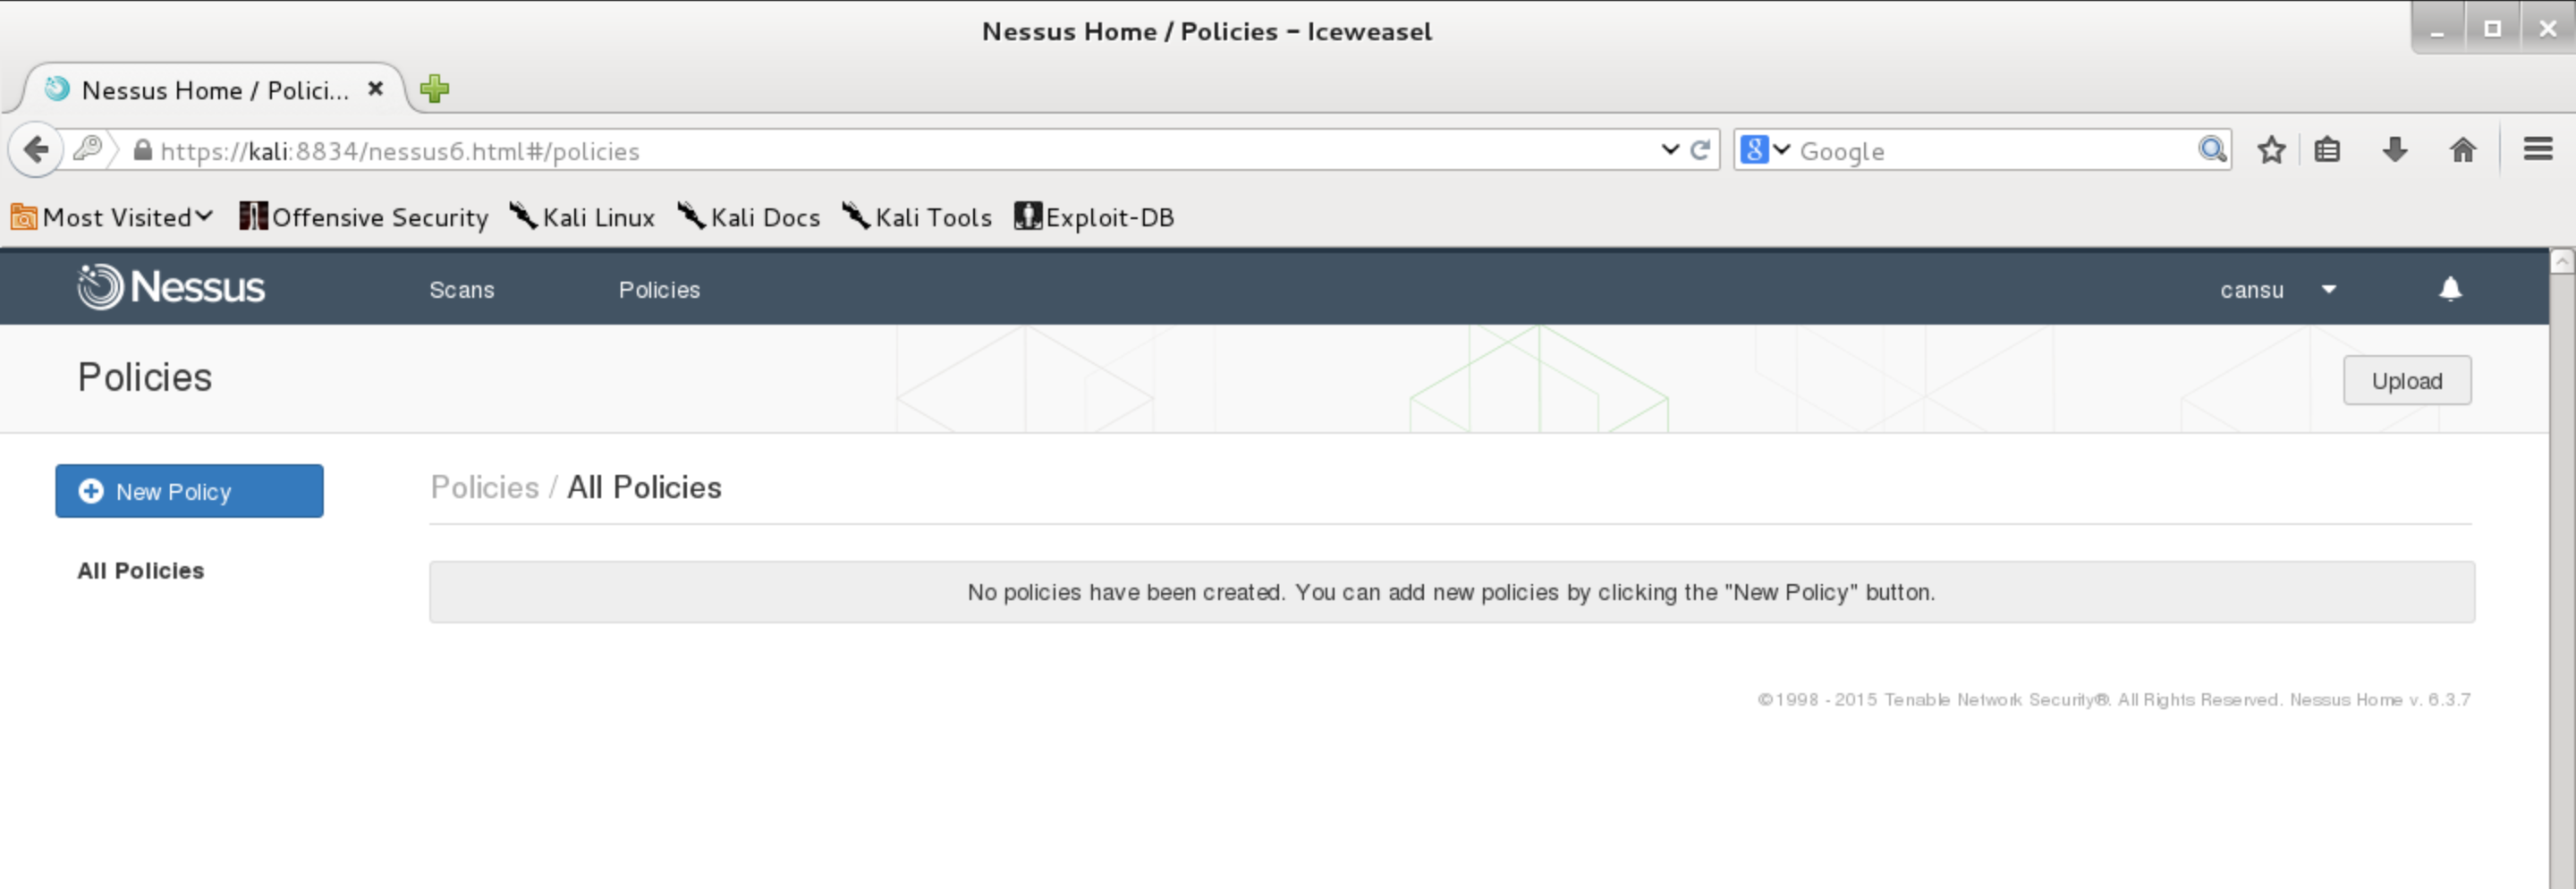 Nessus Home / Policies - Iceweasel
Nessus Home / Polici...
https://kali:8834/nessus6.html#/policies
Google
Most Visited Offensive Security Kali Linux Kali Docs Kali Tools Exploit-DB
Nessus Scans Policies cansu
Policies
Upload
New Policy
Policies / All Policies
All Policies
No policies have been created. You can add new policies by clicking the "New Policy" button.
©1998 - 2015 Tenable Network Security®. All Rights Reserved. Nessus Home v. 6.3.7